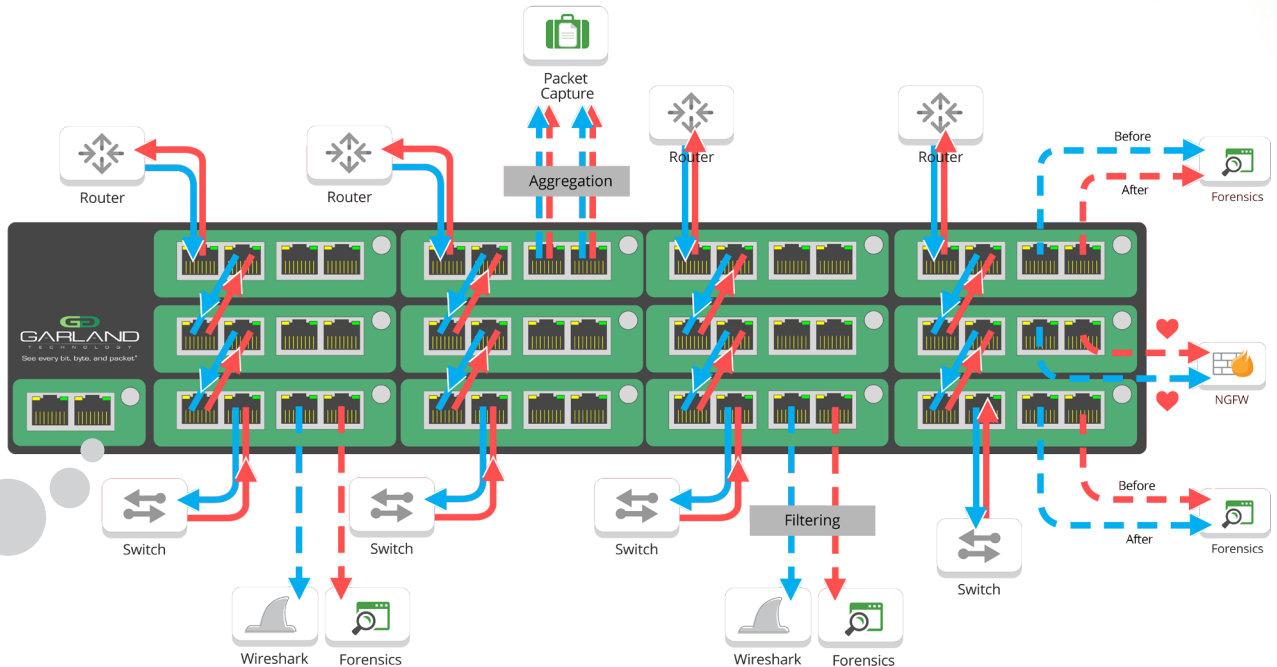 Packet
Capture
Router
Router
Router
Router
Aggregation
Before
After
Forensics
GARLAND
TECHNOLOGY
See every bit, byte, and packet®
NGFW
Switch
Switch
Switch
Switch
Filtering
Before
After
Forensics
Wireshark
Forensics
Wireshark
Forensics